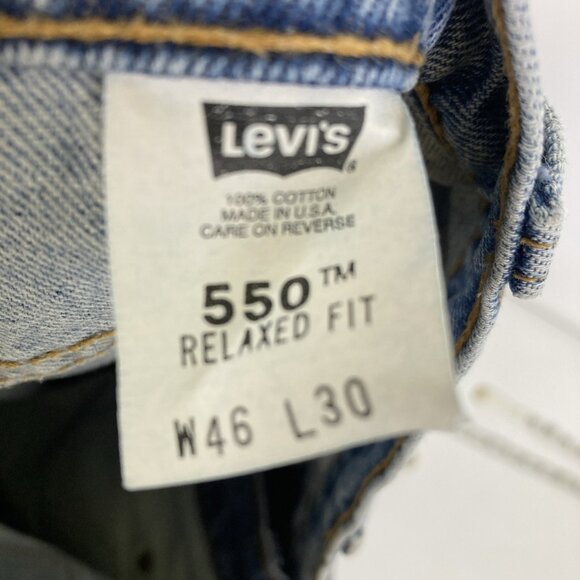 Levi's
100% COTTON
MADE IN U.S.A.
CARE ON REVERSE
550™
RELAXED FIT
W46 L30